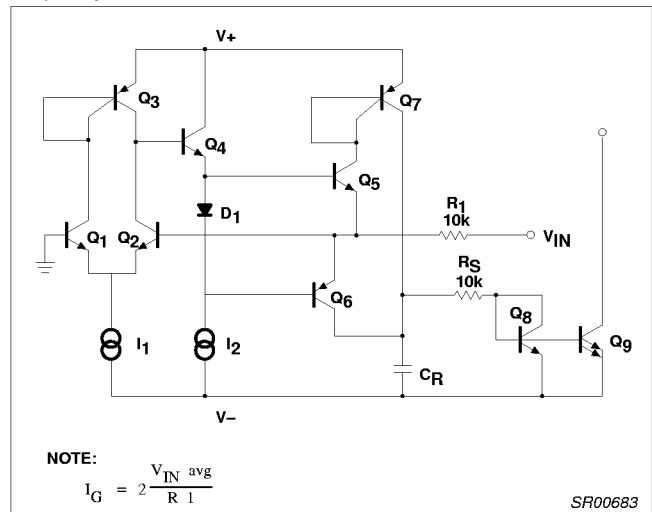 V+
Q3
Q7
Q4
Q5
D1
R1
10k
Q1
Q2
VIN
RS
10k
Q6
Q8
Q9
I1
I2
CR
V–
NOTE:
IG = 2 VIN avg
R 1
SR00683